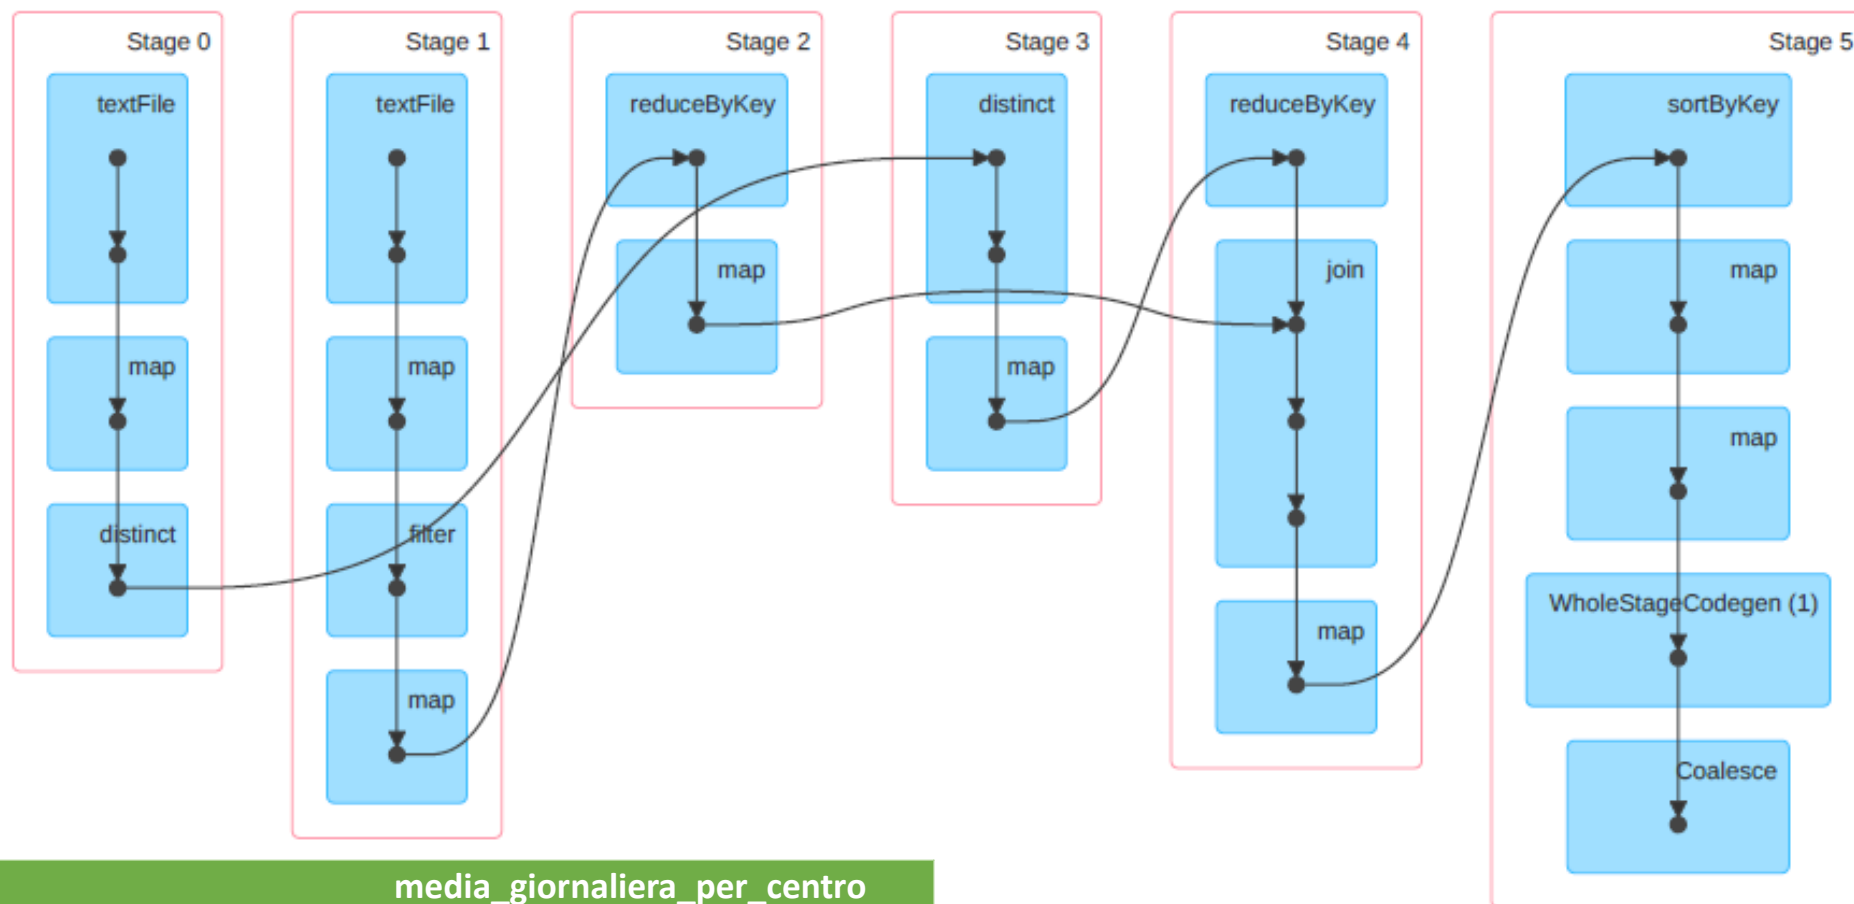 Stage 0
textFile
map
distinct
Stage 1
textFile
map
filter
map
Stage 2
reduceByKey
map
Stage 3
distinct
map
Stage 4
reduceByKey
join
map
Stage 5
sortByKey
map
map
WholeStageCodegen (1)
Coalesce
media_giornaliera_per_centro